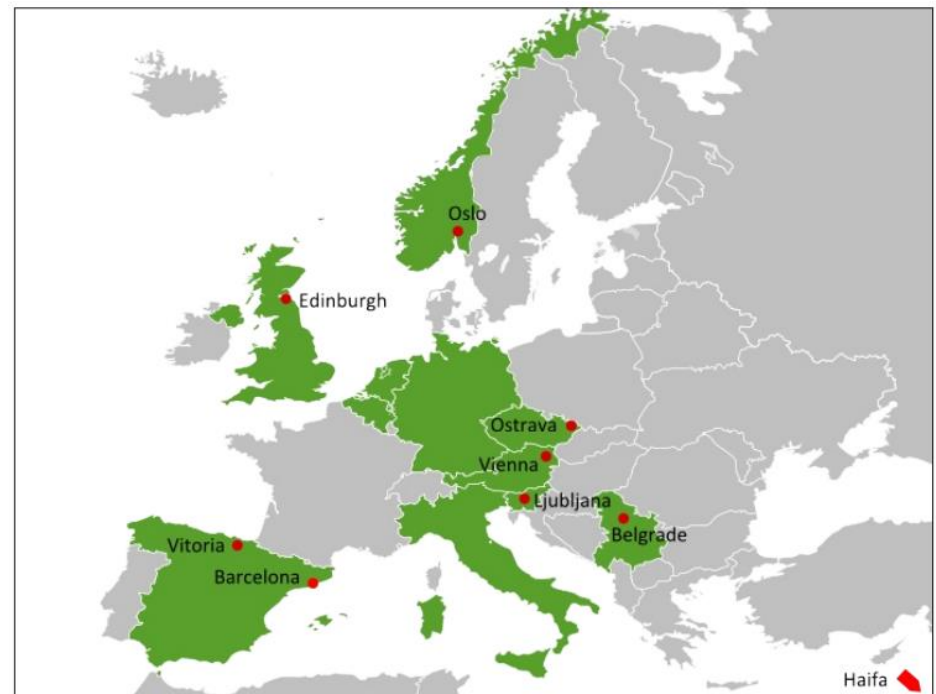 Oslo
Edinburgh
Ostrava
Vienna
Ljubljana
Belgrade
Vitoria
Barcelona
Haifa